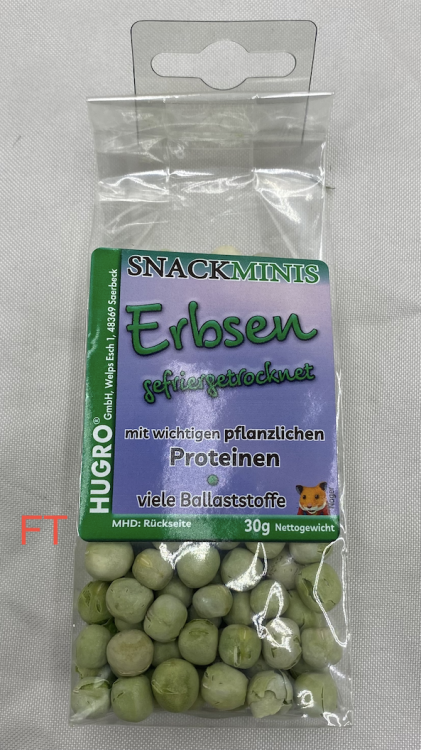 SNACKMINIS
Erbsen
gefriergetrocknet
mit wichtigen pflanzlichen
Proteinen
viele Ballaststoffe
MHD: Rückseite
30g Nettogewicht
HUGRO® GmbH, Welps Esch 1, 48369 Saerbeck
FT